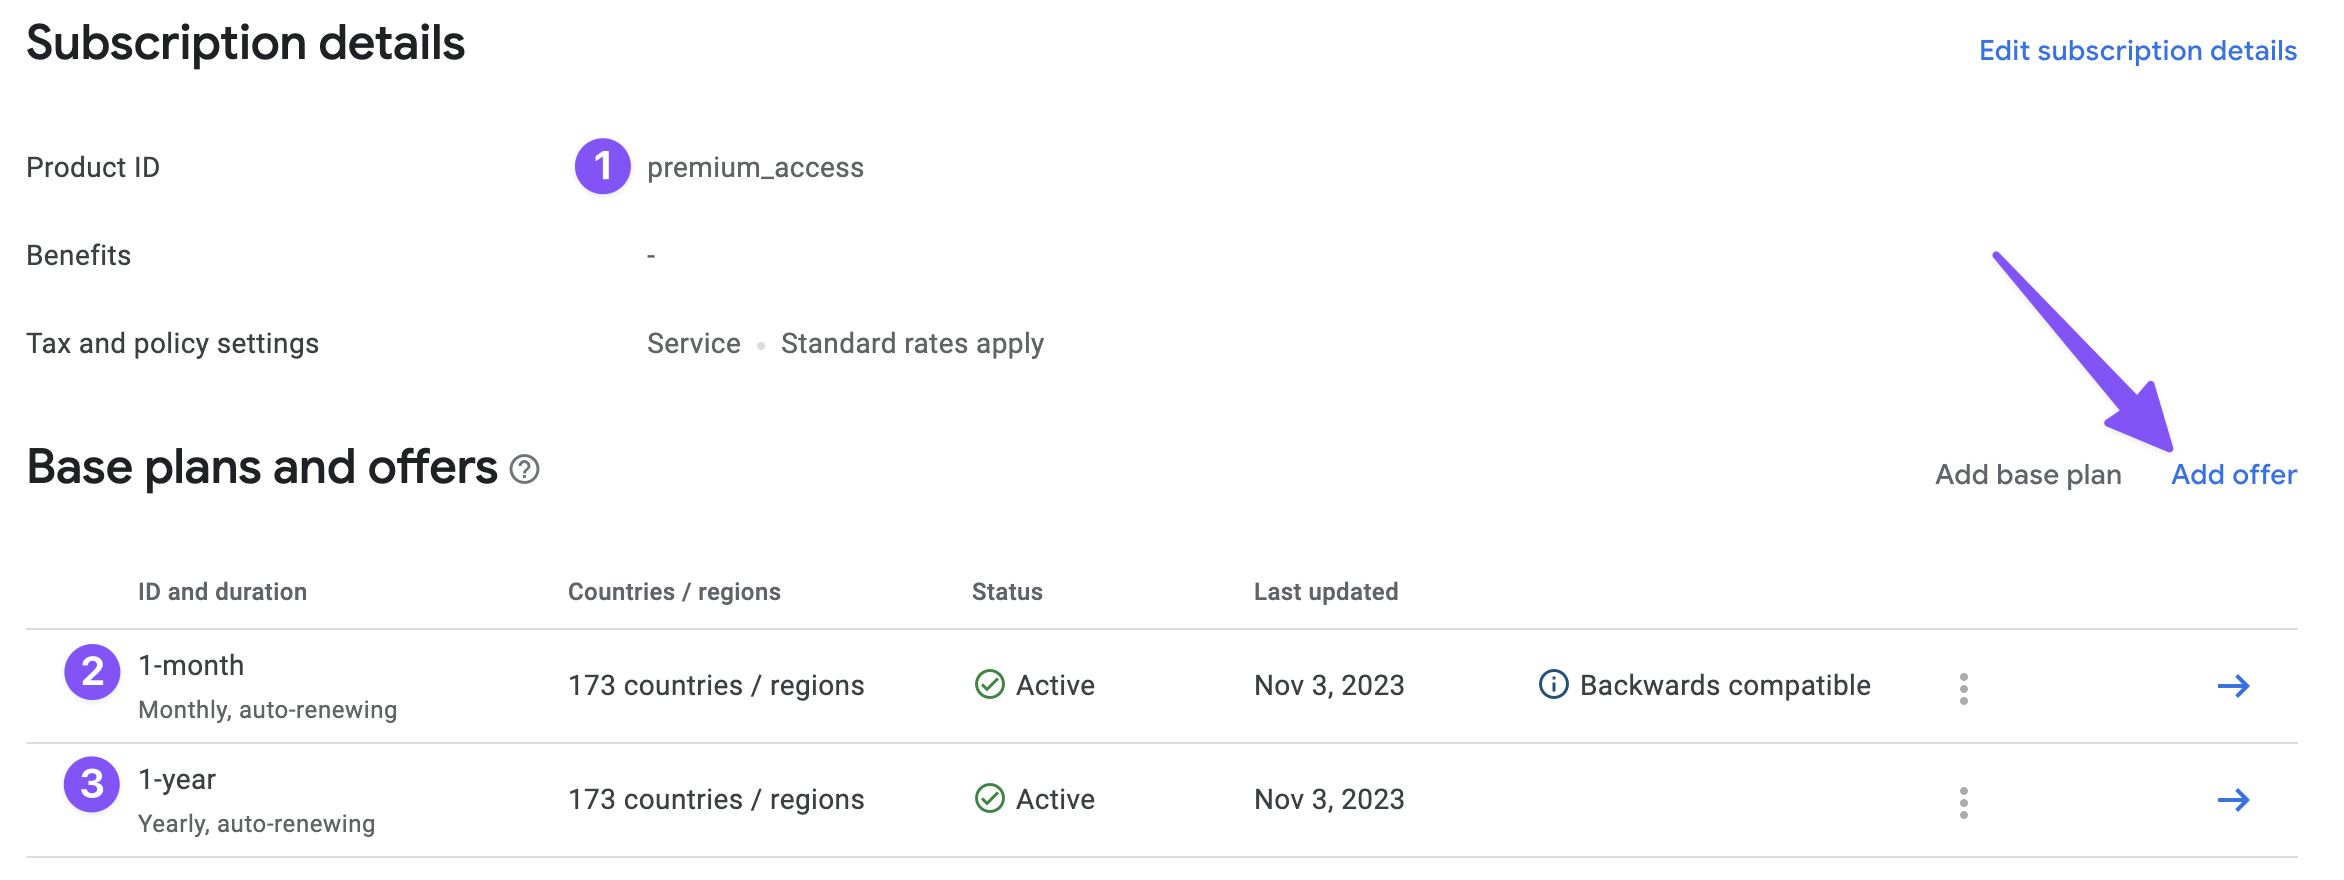 Subscription details
Edit subscription details
Product ID
1 premium_access
Benefits
-
Tax and policy settings
Service • Standard rates apply
Base plans and offers
Add base plan
Add offer
ID and duration
Countries / regions
Status
Last updated
2 1-month
Monthly, auto-renewing
173 countries / regions
Active
Nov 3, 2023
Backwards compatible
3 1-year
Yearly, auto-renewing
173 countries / regions
Active
Nov 3, 2023